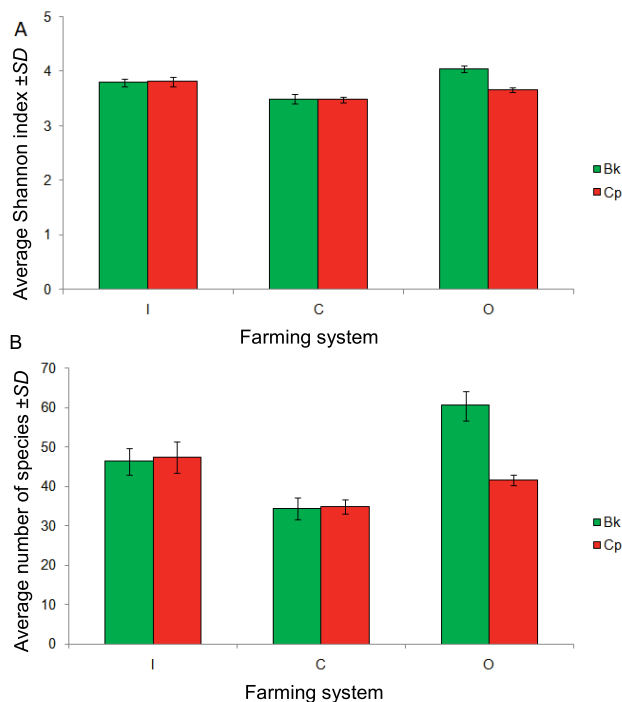 A
Average Shannon index ±SD
5
4
3
2
1
0
I C O
Farming system
Bk
Cp
B
Average number of species ±SD
70
60
50
40
30
20
10
0
I C O
Farming system
Bk
Cp